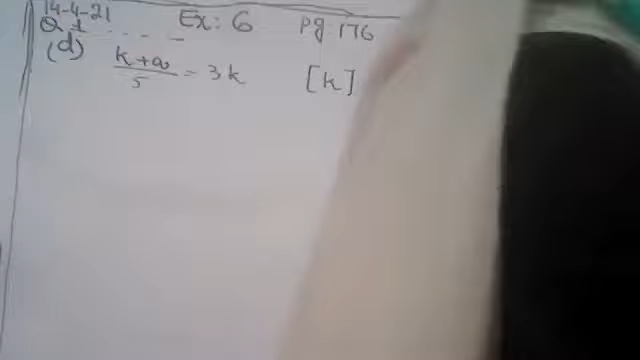 14-4-21
Ex: 6 pg: 176
Q 1 . . . . _
(d) k+a/5 = 3k [k]